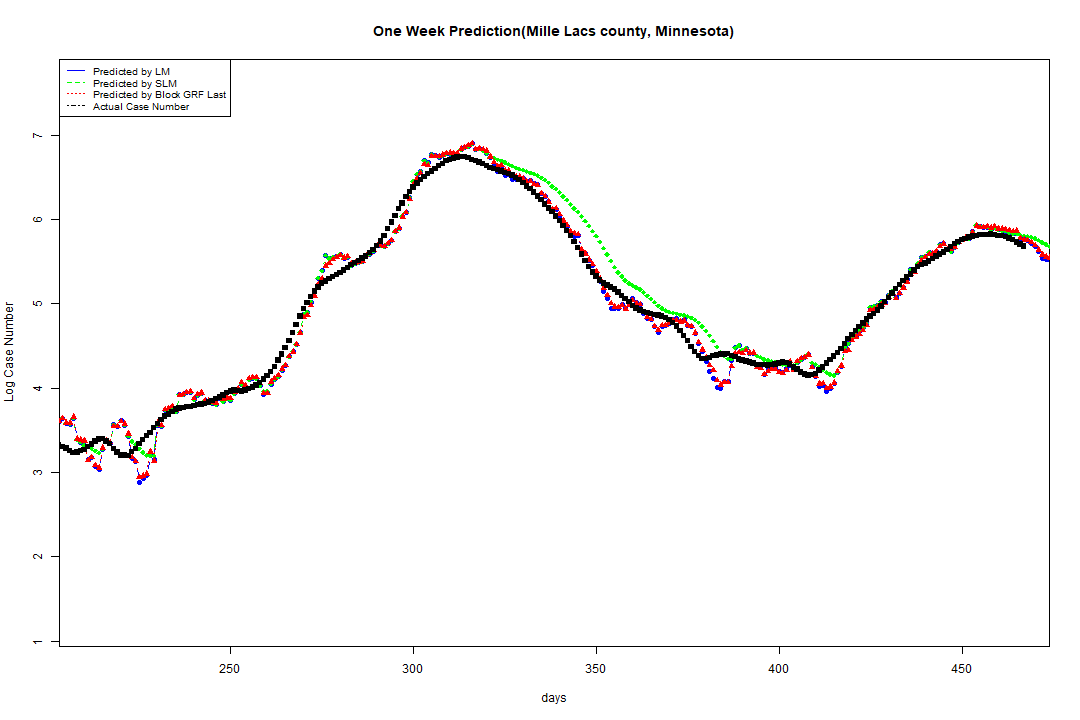 One Week Prediction(Mille Lacs county, Minnesota)
Predicted by LM
Predicted by SLM
Predicted by Block GRF Last
Actual Case Number
7
6
5
4
3
2
1
Log Case Number
250 300 350 400 450
days